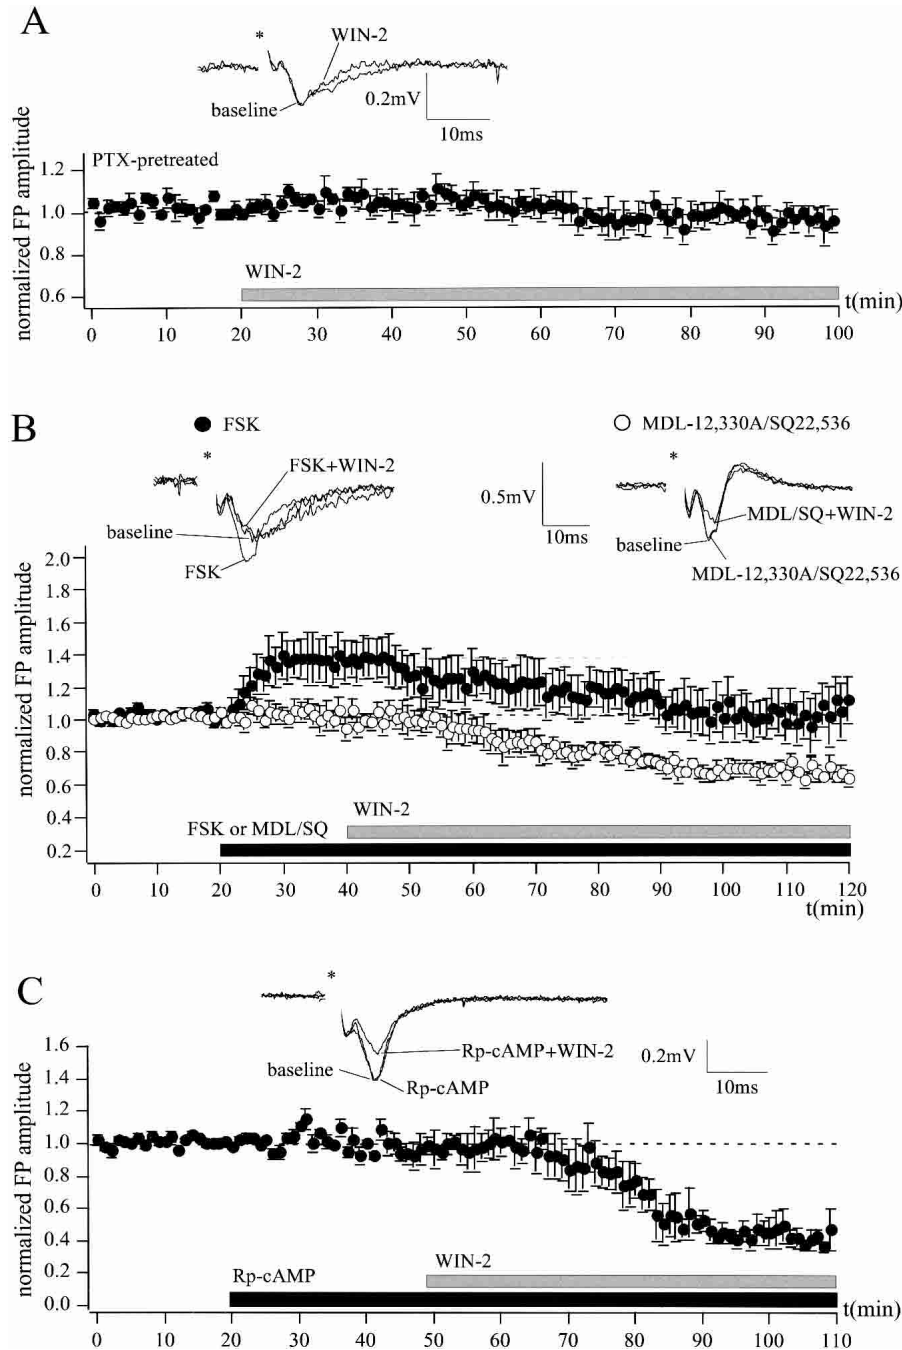 A
*
WIN-2
baseline
0.2mV
10ms
normalized FP amplitude
PTX-pretreated
1.2
1.0
0.8
0.6
WIN-2
t(min)
0 10 20 30 40 50 60 70 80 90 100
B
FSK
MDL-12,330A/SQ22,536
*
*
FSK+WIN-2
baseline
FSK
0.5mV
10ms
MDL/SQ+WIN-2
baseline
MDL-12,330A/SQ22,536
normalized FP amplitude
2.0
1.8
1.6
1.4
1.2
1.0
0.8
0.6
0.4
0.2
WIN-2
FSK or MDL/SQ
0 10 20 30 40 50 60 70 80 90 100 110 120
t(min)
C
*
baseline
Rp-cAMP+WIN-2
Rp-cAMP
0.2mV
10ms
normalized FP amplitude
1.6
1.4
1.2
1.0
0.8
0.6
0.4
0.2
0.0
WIN-2
Rp-cAMP
t(min)
0 10 20 30 40 50 60 70 80 90 100 110